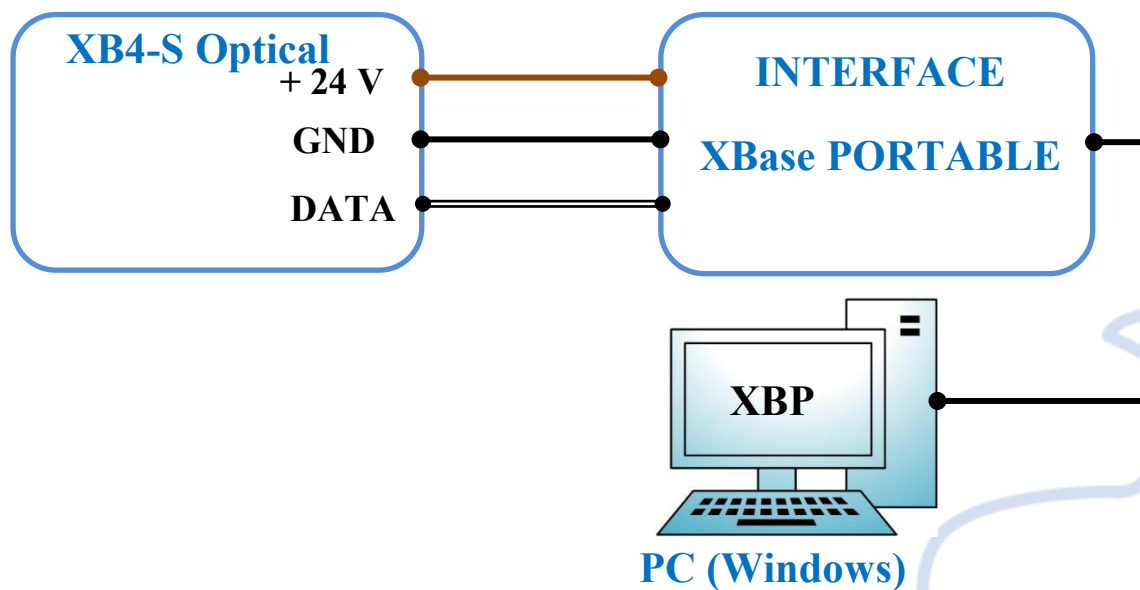 XB4-S Optical
+ 24 V
GND
DATA
INTERFACE
XBase PORTABLE
XBP
PC (Windows)